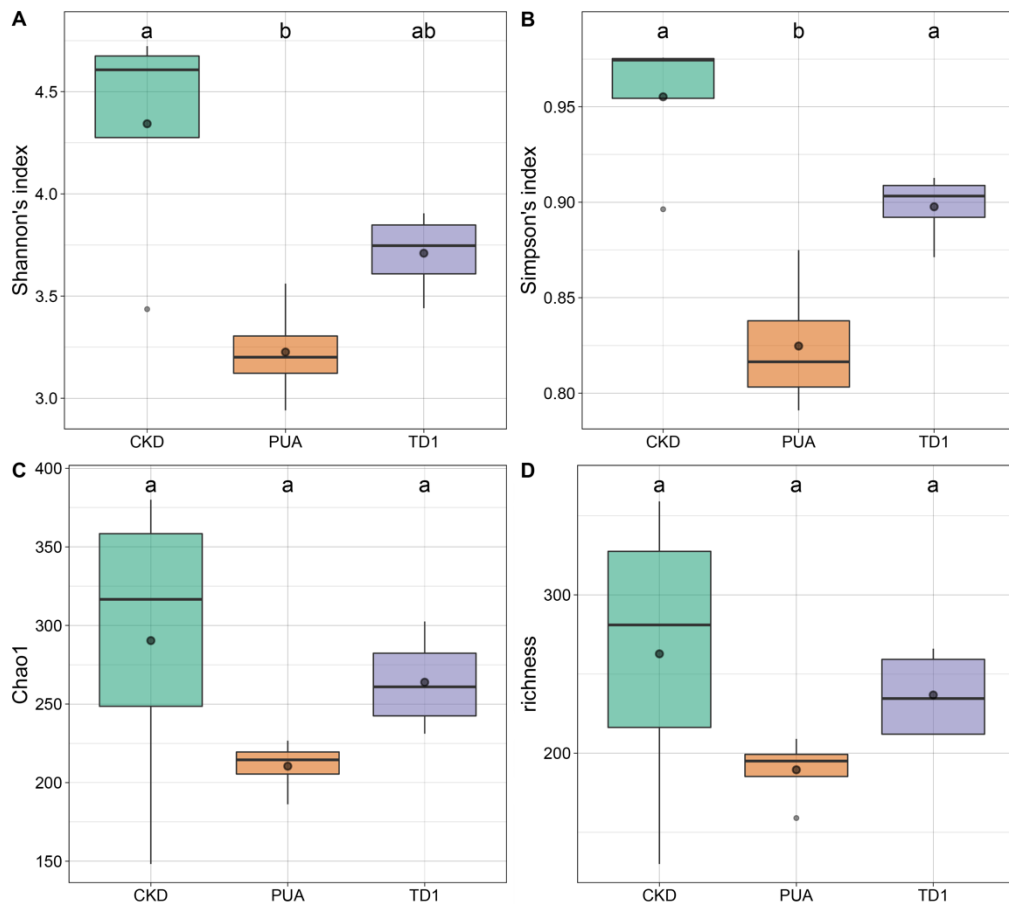 A
a b ab
Shannon's index
4.5
4.0
3.5
3.0
CKD PUA TD1
B
a b a
Simpson's index
0.95
0.90
0.85
0.80
CKD PUA TD1
C
a a a
Chao1
400
350
300
250
200
150
CKD PUA TD1
D
a a a
richness
300
200
CKD PUA TD1